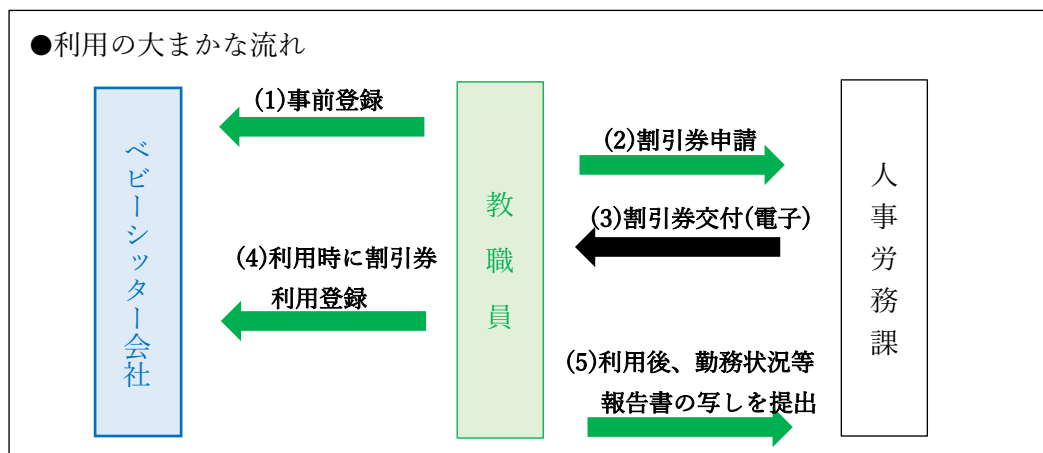 ●利用の大まかな流れ
(1)事前登録
(2)割引券申請
(3)割引券交付(電子)
(4)利用時に割引券
利用登録
(5)利用後、勤務状況等
報告書の写しを提出
ベビーシッター会社
教職員
人事労務課